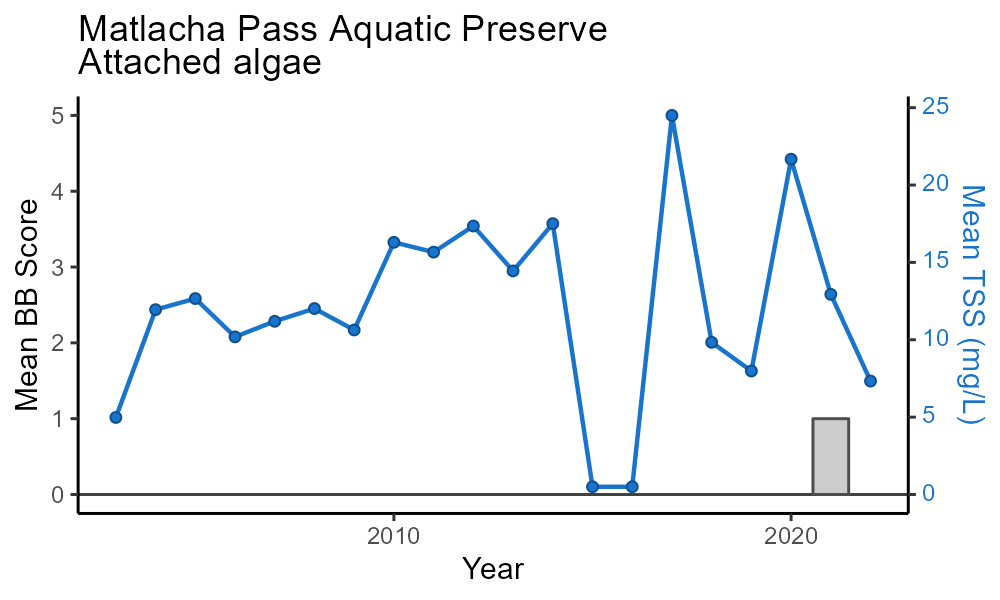 Matlacha Pass Aquatic Preserve
Attached algae
Mean BB Score
5
4
3
2
1
0
25
20
15
10
5
0
Mean TSS (mg/L)
2010
2020
Year